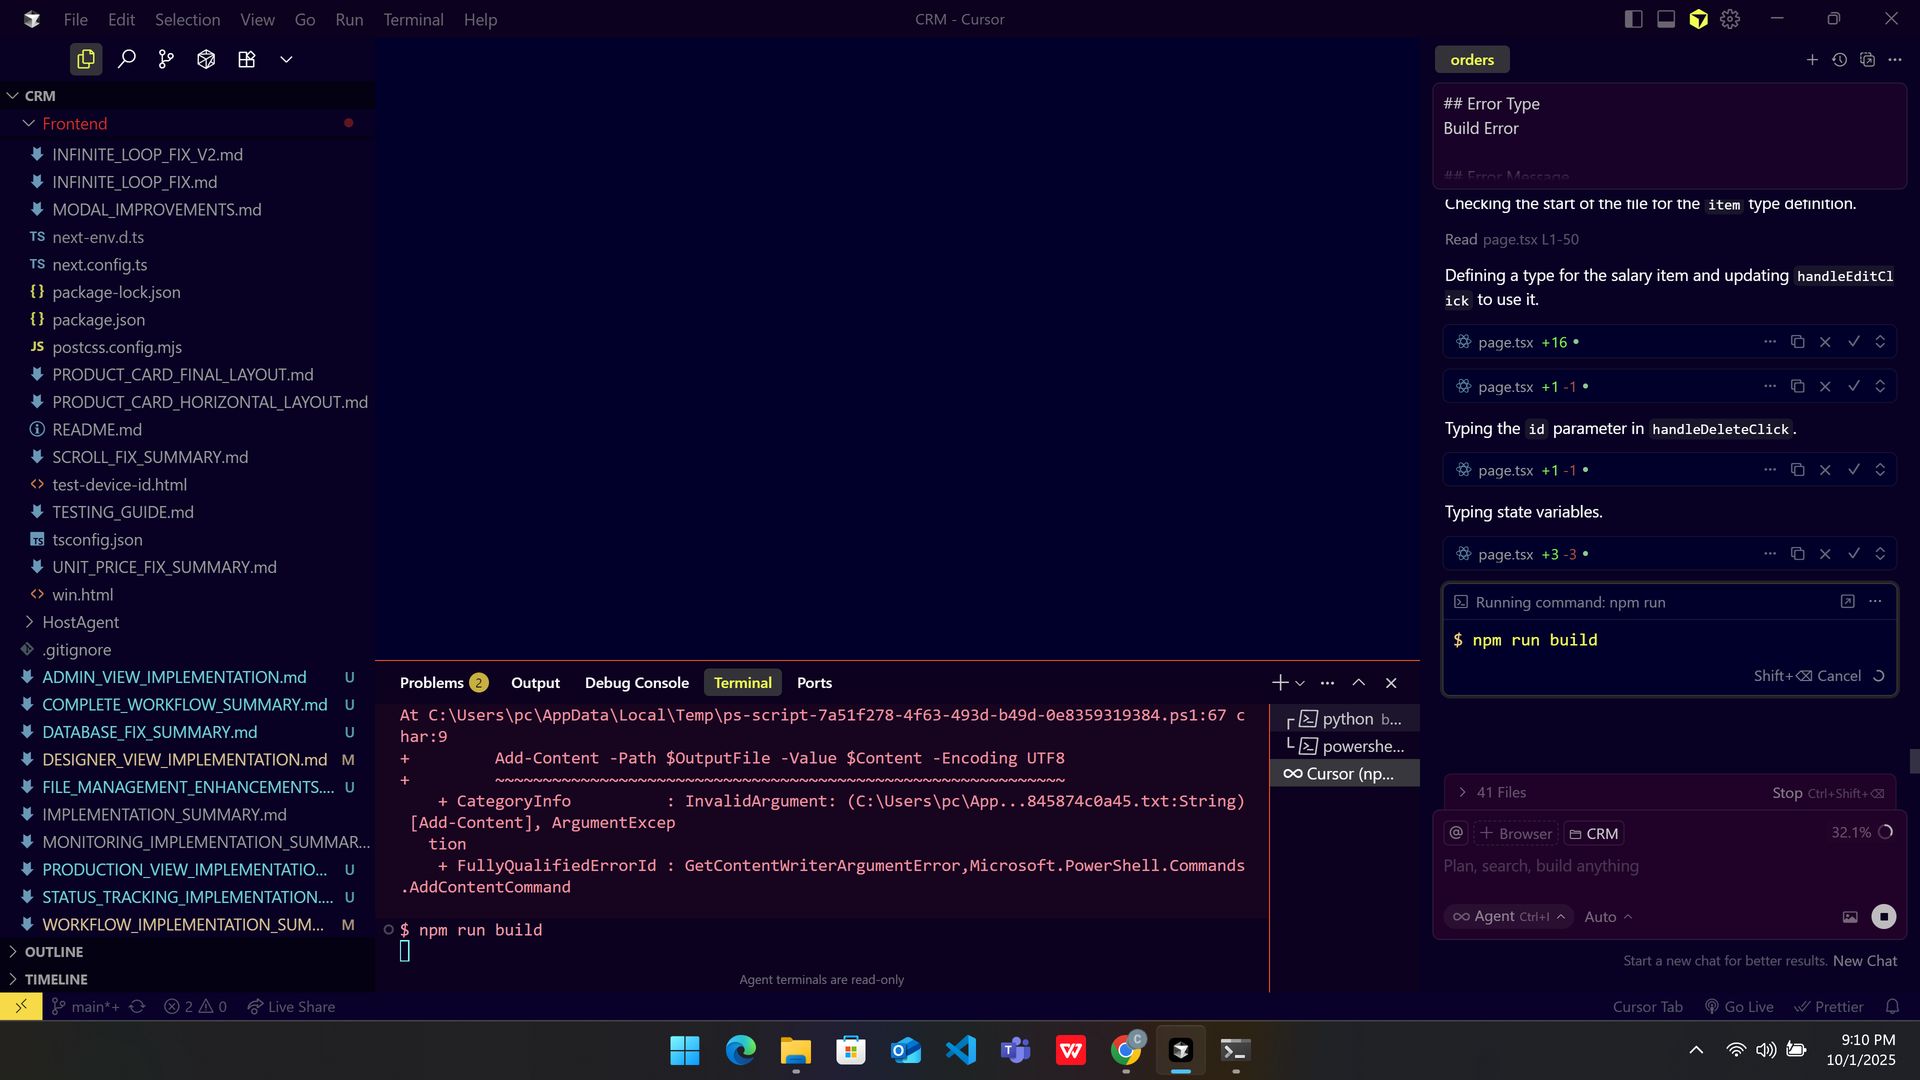 File Edit Selection View Go Run Terminal Help
CRM - Cursor
CRM
Frontend
INFINITE_LOOP_FIX_V2.md
INFINITE_LOOP_FIX.md
MODAL_IMPROVEMENTS.md
TS next-env.d.ts
TS next.config.ts
{} package-lock.json
{} package.json
JS postcss.config.mjs
PRODUCT_CARD_FINAL_LAYOUT.md
PRODUCT_CARD_HORIZONTAL_LAYOUT.md
README.md
SCROLL_FIX_SUMMARY.md
<> test-device-id.html
TESTING_GUIDE.md
TS tsconfig.json
UNIT_PRICE_FIX_SUMMARY.md
<> win.html
HostAgent
.gitignore
ADMIN_VIEW_IMPLEMENTATION.md U
COMPLETE_WORKFLOW_SUMMARY.md U
DATABASE_FIX_SUMMARY.md U
DESIGNER_VIEW_IMPLEMENTATION.md M
FILE_MANAGEMENT_ENHANCEMENTS.... U
IMPLEMENTATION_SUMMARY.md
MONITORING_IMPLEMENTATION_SUMMAR...
PRODUCTION_VIEW_IMPLEMENTATIO... U
STATUS_TRACKING_IMPLEMENTATION.... U
WORKFLOW_IMPLEMENTATION_SUM... M
OUTLINE
TIMELINE
Problems 2 Output Debug Console Terminal Ports
At C:\Users\pc\AppData\Local\Temp\ps-script-7a51f278-4f63-493d-b49d-0e8359319384.ps1:67 c
har:9
+         Add-Content -Path $OutputFile -Value $Content -Encoding UTF8
+         ~~~~~~~~~~~~~~~~~~~~~~~~~~~~~~~~~~~~~~~~~~~~~~~~~~~~~~~~~~~~
    + CategoryInfo          : InvalidArgument: (C:\Users\pc\App...845874c0a45.txt:String)
 [Add-Content], ArgumentExcep
   tion
    + FullyQualifiedErrorId : GetContentWriterArgumentError,Microsoft.PowerShell.Commands
.AddContentCommand
$ npm run build
Agent terminals are read-only
python b...
powershe...
Cursor (np...
orders
## Error Type
Build Error
## Error Message
Checking the start of the file for the item type definition.
Read page.tsx L1-50
Defining a type for the salary item and updating handleEditCl
ick to use it.
page.tsx +16
page.tsx +1 -1
Typing the id parameter in handleDeleteClick.
page.tsx +1 -1
Typing state variables.
page.tsx +3 -3
Running command: npm run
$ npm run build
Shift+⌫ Cancel
41 Files Stop Ctrl+Shift+⌫
@ + Browser CRM 32.1%
Plan, search, build anything
Agent Ctrl+I Auto
Start a new chat for better results. New Chat
main*+ 2 0 Live Share
Cursor Tab Go Live Prettier
9:10 PM
10/1/2025